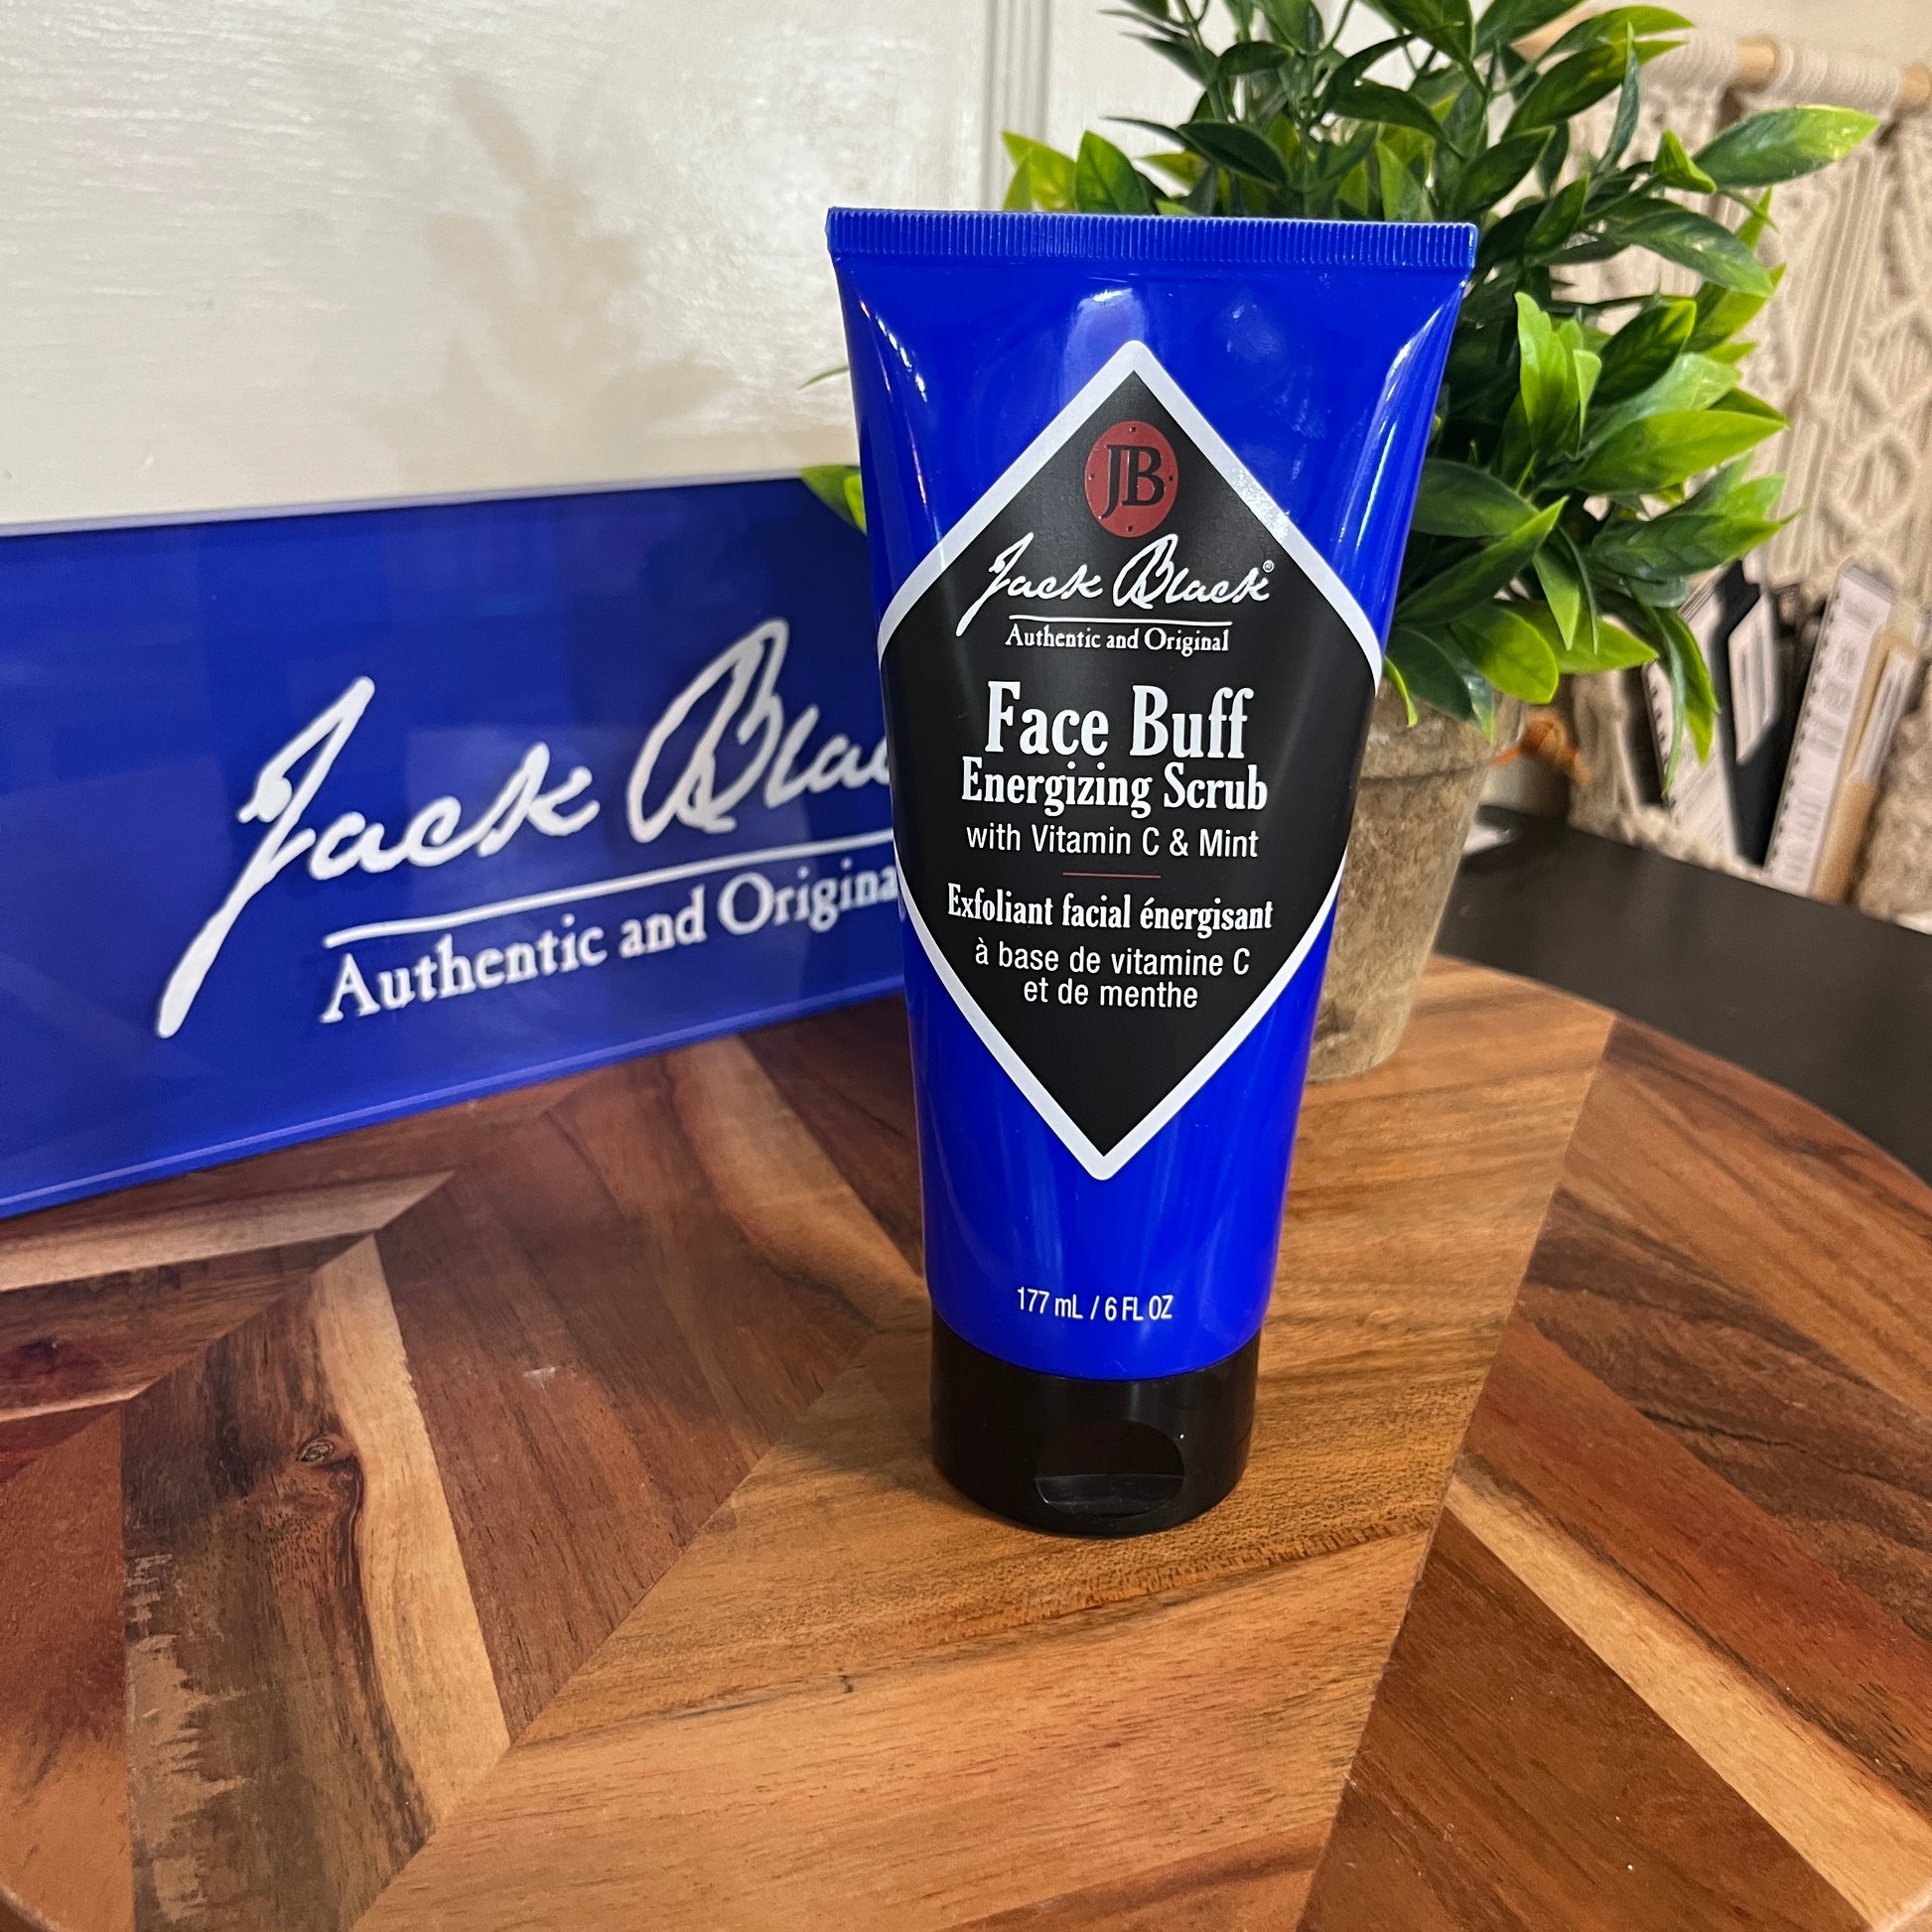 Jack Black
Authentic and Original
JB
Jack Black®
Authentic and Original
Face Buff
Energizing Scrub
with Vitamin C & Mint
Exfoliant facial énergisant
à base de vitamine C
et de menthe
177 mL / 6 FL OZ